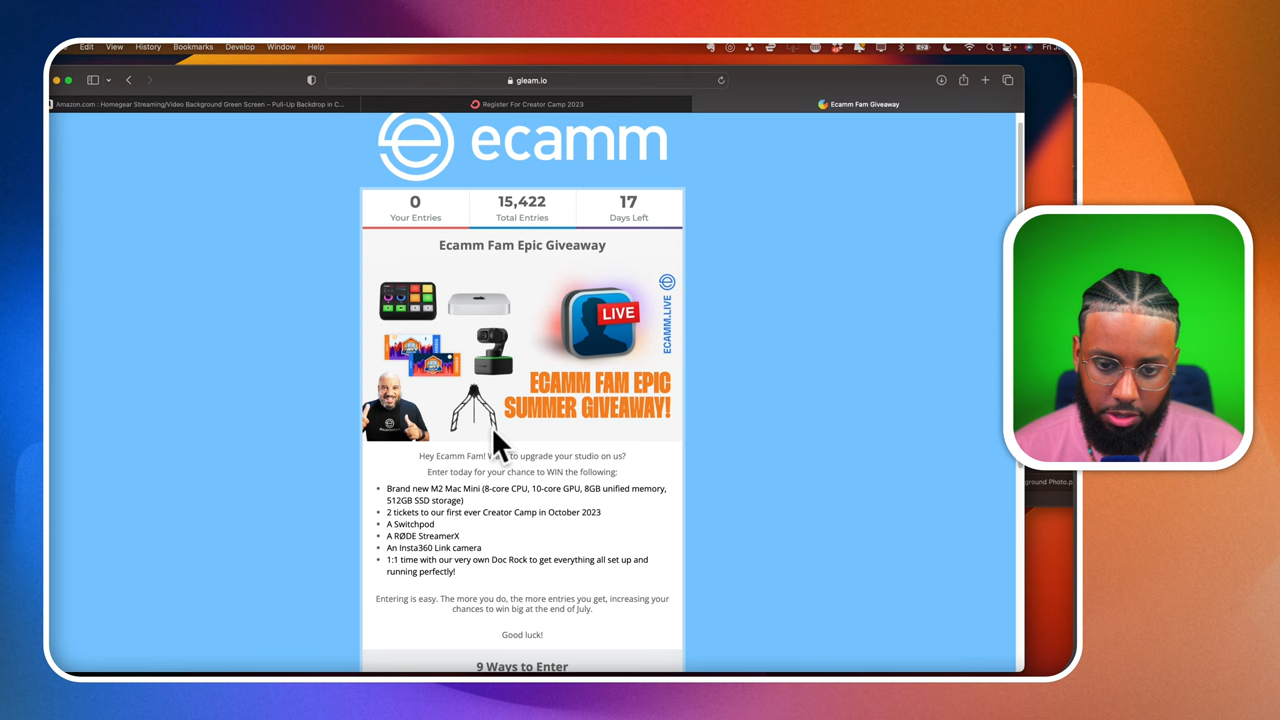 Edit View History Bookmarks Develop Window Help
gleam.io
Amazon.com : Homegear Streaming/Video Background Green Screen – Pull-Up Backdrop in C...
Register For Creator Camp 2023
Ecamm Fam Giveaway
ecamm
0
Your Entries
15,422
Total Entries
17
Days Left
Ecamm Fam Epic Giveaway
LIVE
ECAMM.LIVE
ECAMM FAM EPIC
SUMMER GIVEAWAY!
Hey Ecamm Fam! to upgrade your studio on us?
Enter today for your chance to WIN the following:
• Brand new M2 Mac Mini (8-core CPU, 10-core GPU, 8GB unified memory,
512GB SSD storage)
• 2 tickets to our first ever Creator Camp in October 2023
• A Switchpod
• A RØDE StreamerX
• An Insta360 Link camera
• 1:1 time with our very own Doc Rock to get everything all set up and
running perfectly!
Entering is easy. The more you do, the more entries you get, increasing your
chances to win big at the end of July.
Good luck!
9 Ways to Enter